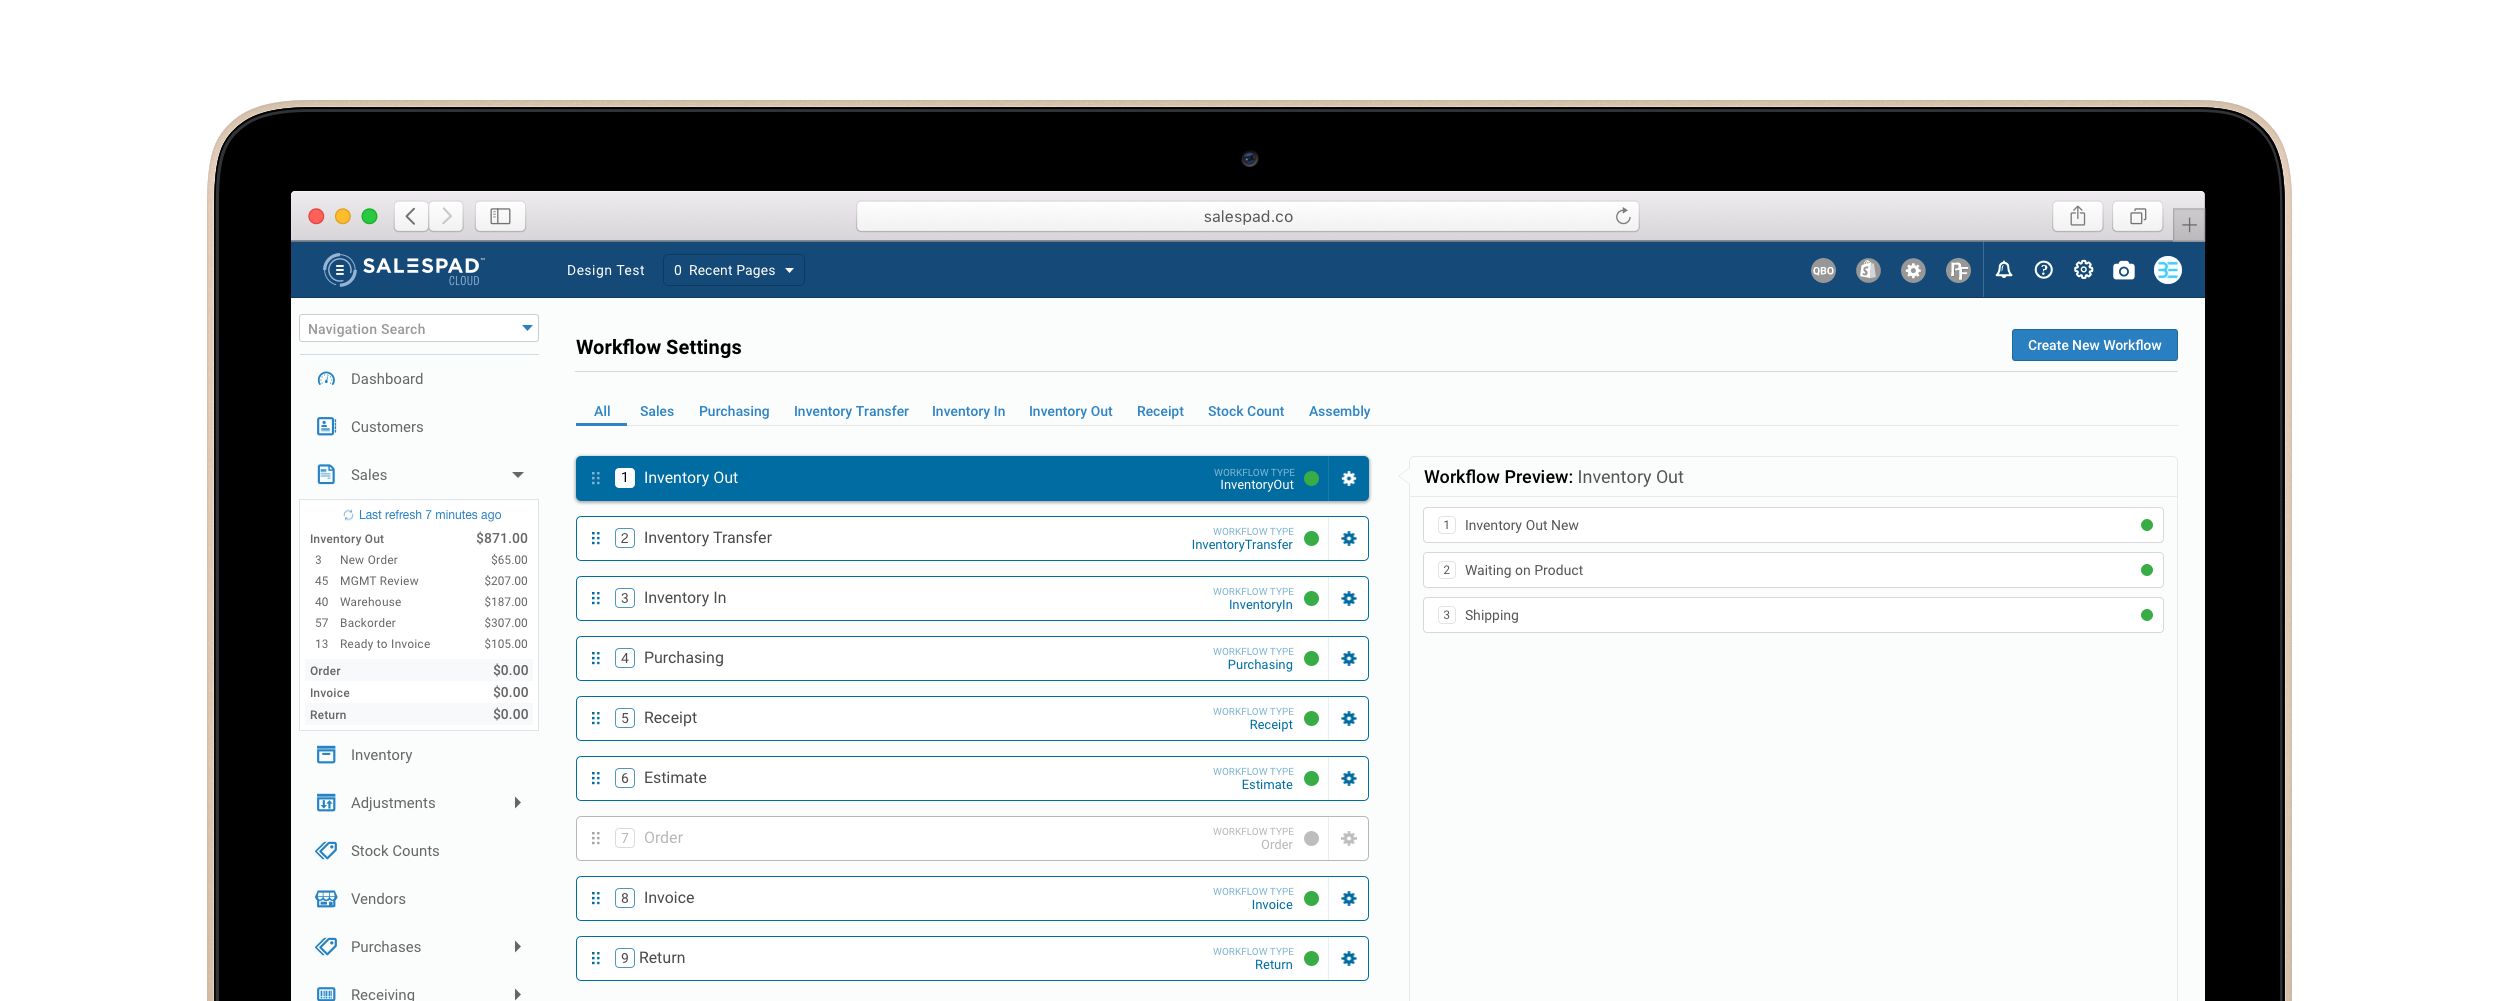 salespad.co
SALESPAD™
CLOUD
Design Test
0 Recent Pages
QBO
Navigation Search
Dashboard
Customers
Sales
Last refresh 7 minutes ago
Inventory Out $871.00
3 New Order $65.00
45 MGMT Review $207.00
40 Warehouse $187.00
57 Backorder $307.00
13 Ready to Invoice $105.00
Order $0.00
Invoice $0.00
Return $0.00
Inventory
Adjustments
Stock Counts
Vendors
Purchases
Receiving
Workflow Settings
Create New Workflow
All Sales Purchasing Inventory Transfer Inventory In Inventory Out Receipt Stock Count Assembly
1 Inventory Out
WORKFLOW TYPE
InventoryOut
2 Inventory Transfer
WORKFLOW TYPE
InventoryTransfer
3 Inventory In
WORKFLOW TYPE
InventoryIn
4 Purchasing
WORKFLOW TYPE
Purchasing
5 Receipt
WORKFLOW TYPE
Receipt
6 Estimate
WORKFLOW TYPE
Estimate
7 Order
WORKFLOW TYPE
Order
8 Invoice
WORKFLOW TYPE
Invoice
9 Return
WORKFLOW TYPE
Return
Workflow Preview: Inventory Out
1 Inventory Out New
2 Waiting on Product
3 Shipping